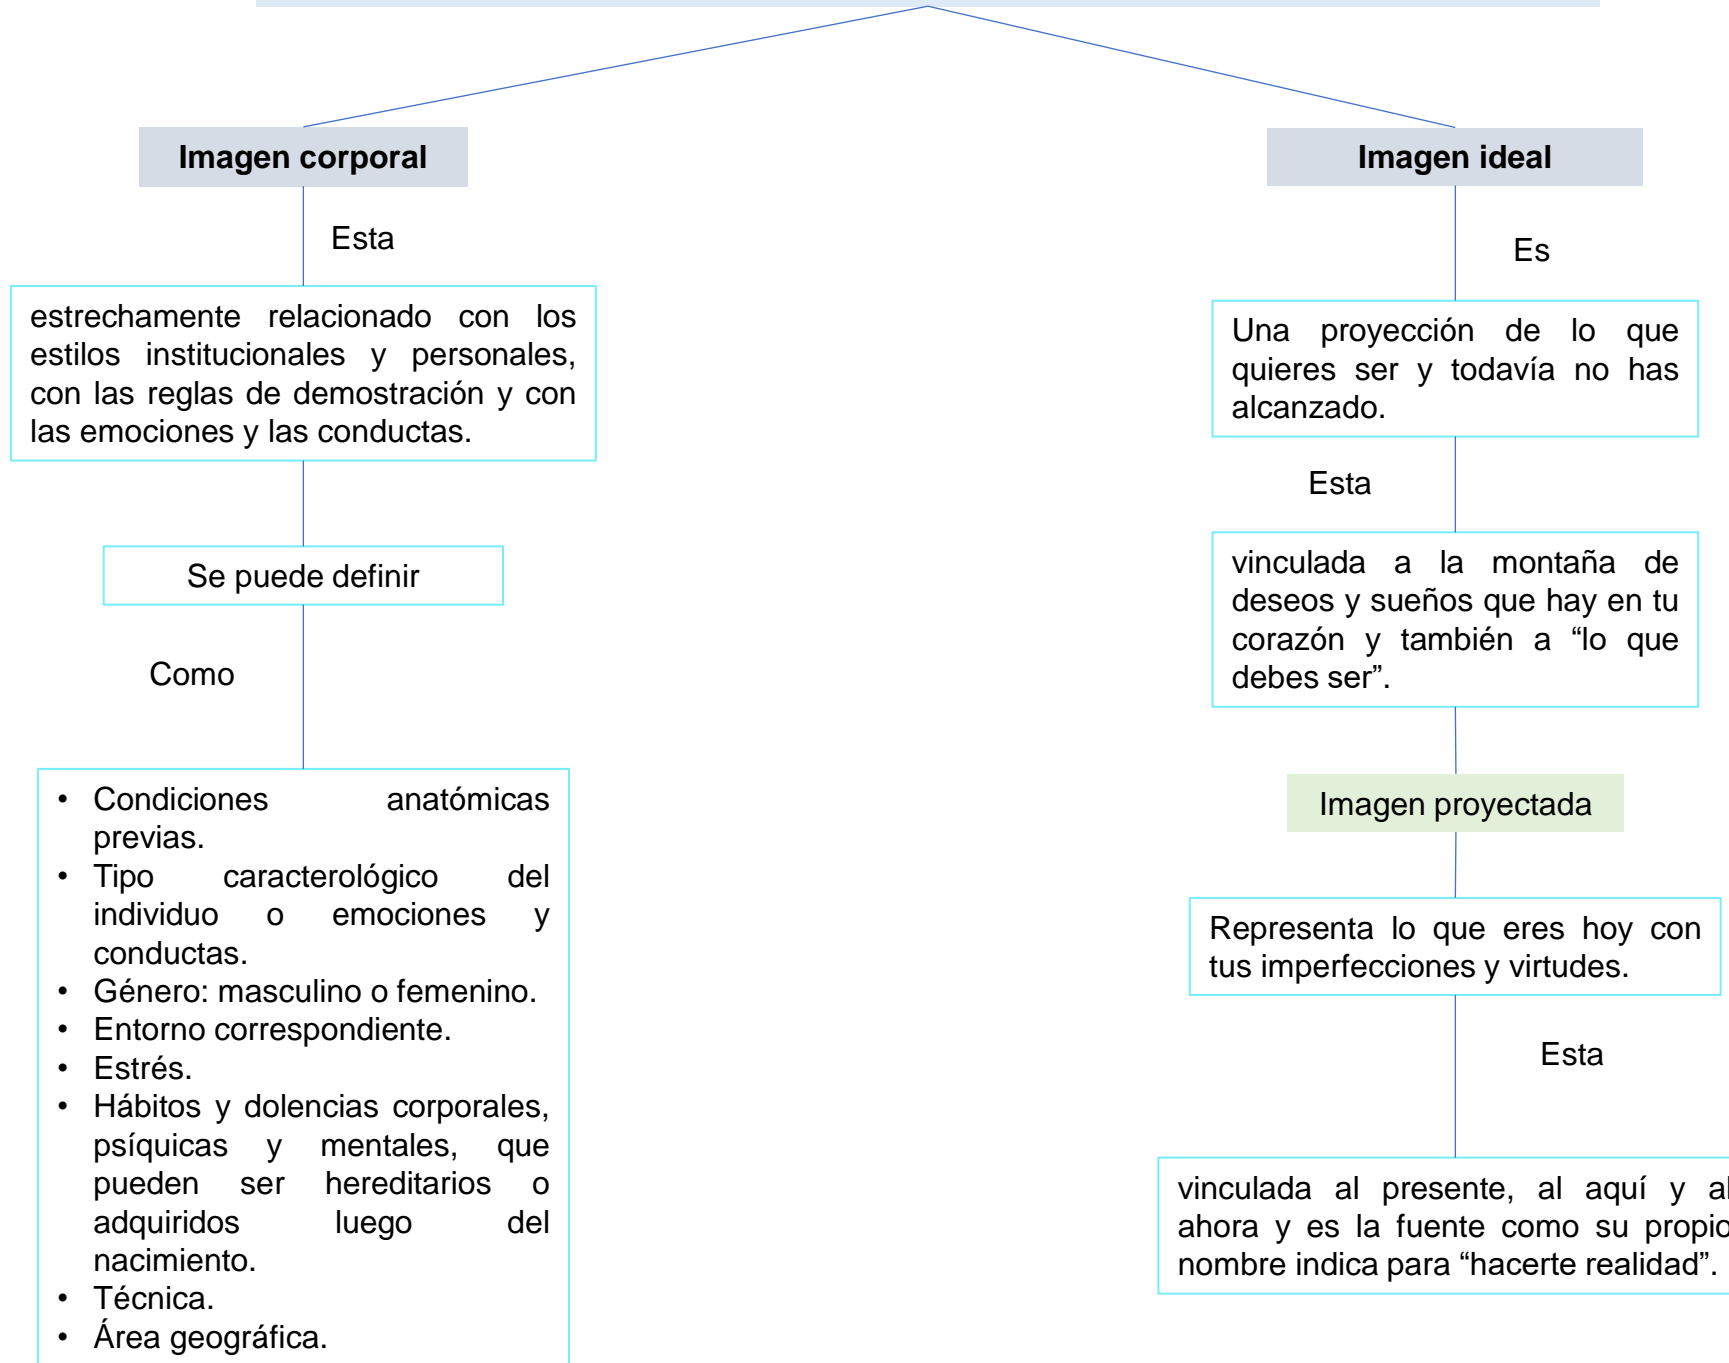 Imagen corporal
Esta
estrechamente relacionado con los
estilos institucionales y personales,
con las reglas de demostración y con
las emociones y las conductas.
Se puede definir
Como
• Condiciones anatómicas
previas.
• Tipo caracterológico del
individuo o emociones y
conductas.
• Género: masculino o femenino.
• Entorno correspondiente.
• Estrés.
• Hábitos y dolencias corporales,
psíquicas y mentales, que
pueden ser hereditarios o
adquiridos luego del
nacimiento.
• Técnica.
• Área geográfica.
Imagen ideal
Es
Una proyección de lo que
quieres ser y todavía no has
alcanzado.
Esta
vinculada a la montaña de
deseos y sueños que hay en tu
corazón y también a “lo que
debes ser”.
Imagen proyectada
Representa lo que eres hoy con
tus imperfecciones y virtudes.
Esta
vinculada al presente, al aquí y al
ahora y es la fuente como su propio
nombre indica para “hacerte realidad”.